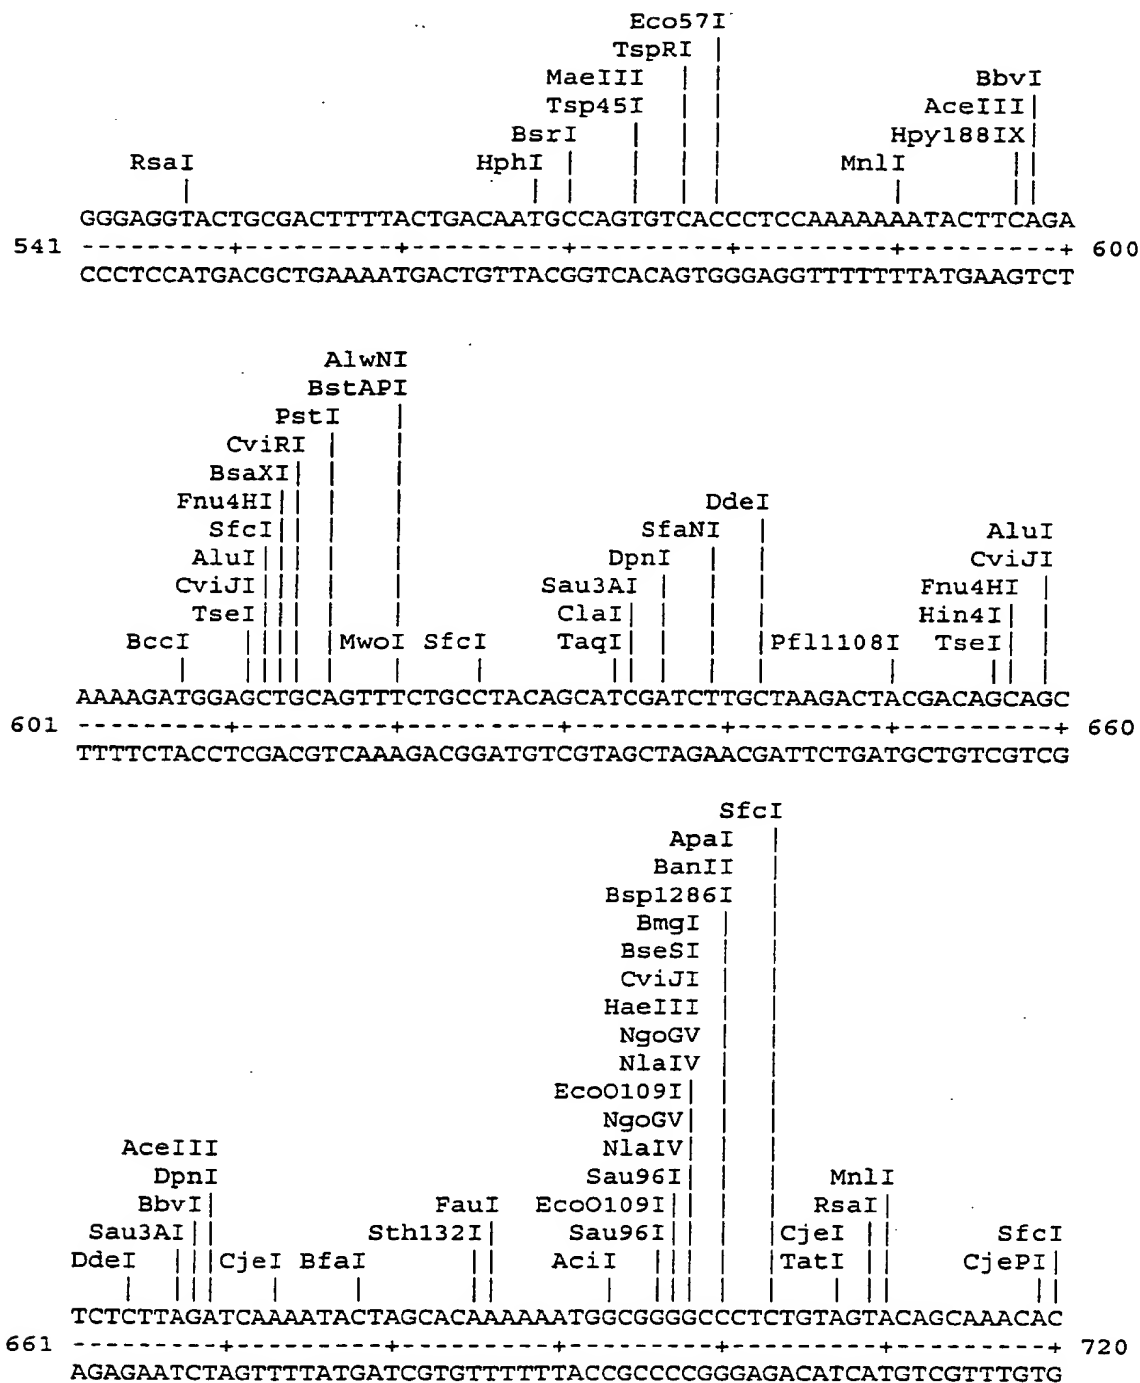 Eco57I
TspRI
MaeIII BbvI
Tsp45I AceIII
BsrI Hpy188IX
RsaI HphI MnlI
GGGAGGTACTGCGACTTTTACTGACAATGCCAGTGTCACCCTCCAAAAAAATACTTCAGA
541 ---------+---------+---------+---------+---------+---------+ 600
CCCTCCATGACGCTGAAAATGACTGTTACGGTCACAGTGGGAGGTTTTTTTATGAAGTCT
AlwNI
BstAPI
PstI
CviRI
BsaXI
Fnu4HI DdeI
SfcI SfaNI AluI
AluI DpnI CviJI
CviJI Sau3AI Fnu4HI
TseI ClaI Hin4I
BccI MwoI SfcI TaqI Pfl1108I TseI
AAAAGATGGAGCTGCAGTTTCTGCCTACAGCATCGATCTTGCTAAGACTACGACAGCAGC
601 ---------+---------+---------+---------+---------+---------+ 660
TTTTCTACCTCGACGTCAAAGACGGATGTCGTAGCTAGAACGATTCTGATGCTGTCGTCG
SfcI
ApaI
BanII
Bsp1286I
BmgI
BseSI
CviJI
HaeIII
NgoGV
NlaIV
EcoO109I
NgoGV
AceIII NlaIV
DpnI Sau96I MnlI
BbvI FauI EcoO109I RsaI
Sau3AI Sth132I Sau96I CjeI SfcI
DdeI CjeI BfaI AciI TatI CjePI
TCTCTTAGATCAAAATACTAGCACAAAAAATGGCGGGGCCCTCTGTAGTACAGCAAACAC
661 ---------+---------+---------+---------+---------+---------+ 720
AGAGAATCTAGTTTTATGATCGTGTTTTTTACCGCCCCGGGAGACATCATGTCGTTTGTG